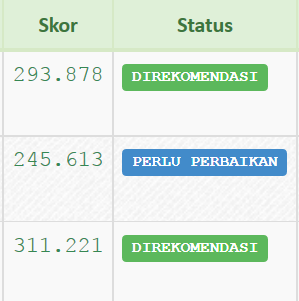 Skor Status
293.878 DIREKOMENDASI
245.613 PERLU PERBAIKAN
311.221 DIREKOMENDASI